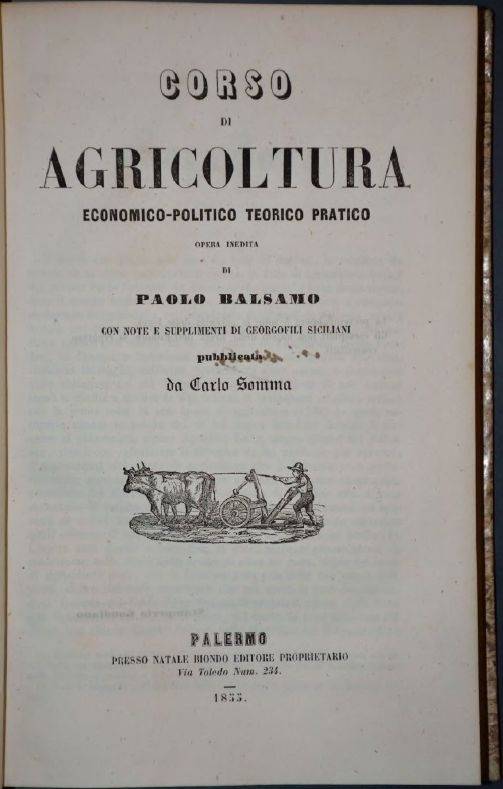 CORSO
DI
AGRICOLTURA
ECONOMICO-POLITICO TEORICO PRATICO
OPERA INEDITA
DI
PAOLO BALSAMO
CON NOTE E SUPPLIMENTI DI GEORGOFILI SICILIANI
pubblicata
da Carlo Somma
PALERMO
PRESSO NATALE BIONDO EDITORE PROPRIETARIO
Via Toledo Num. 234.
1855.